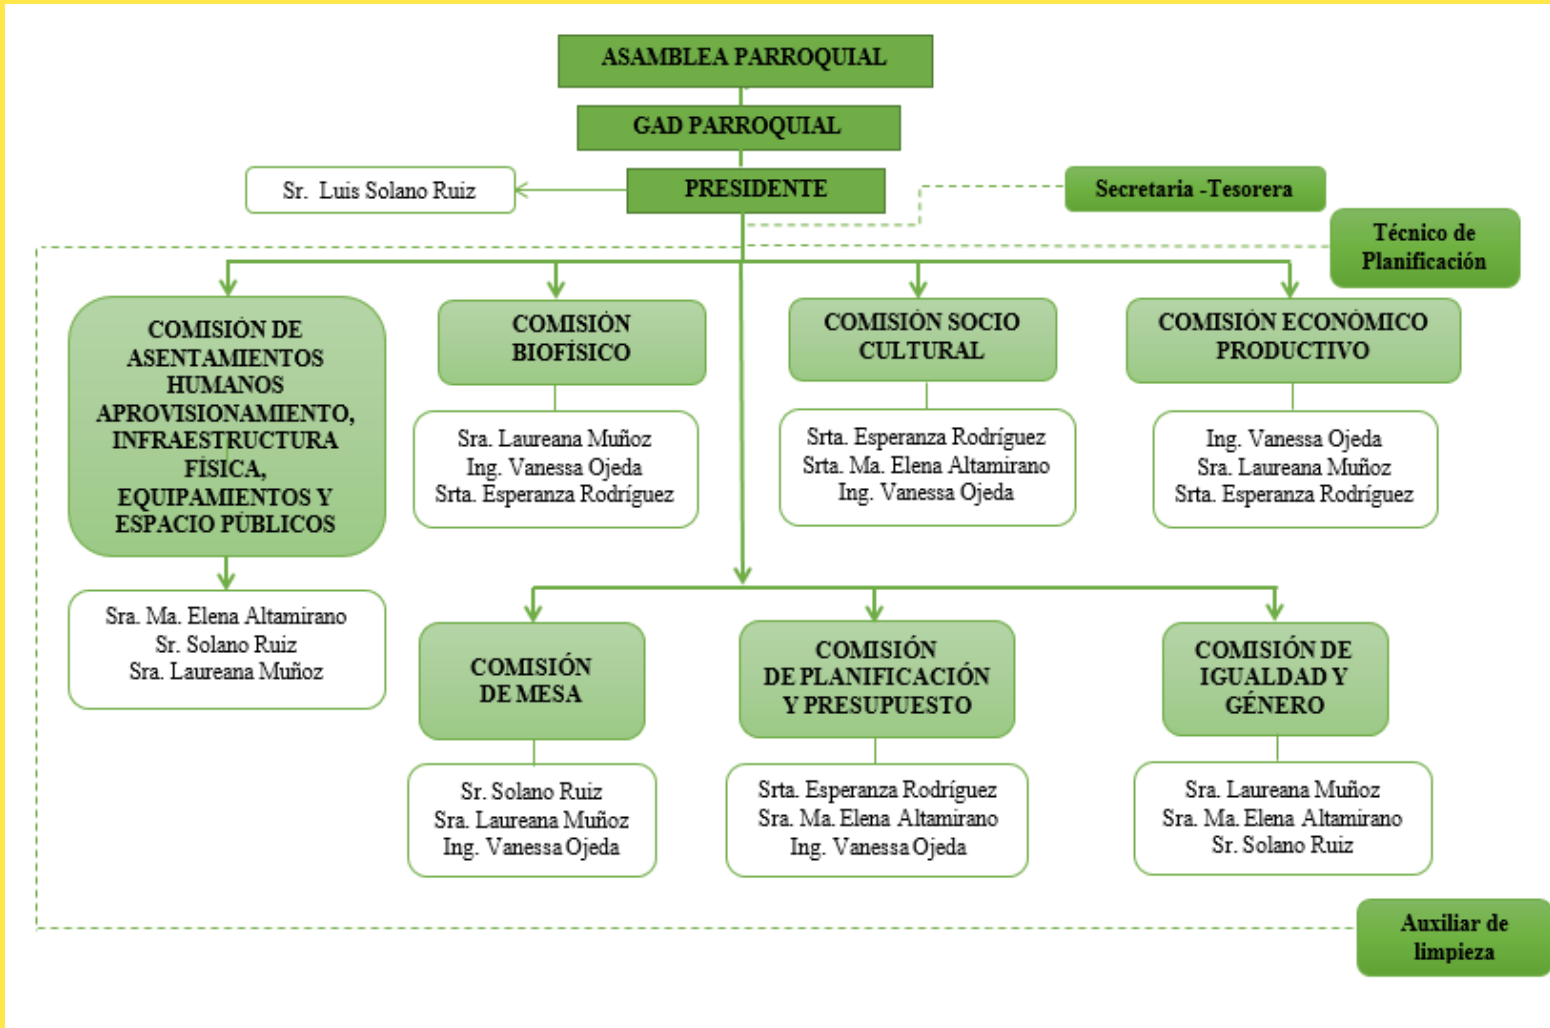 ASAMBLEA PARROQUIAL
GAD PARROQUIAL
PRESIDENTE
Sr. Luis Solano Ruiz
Secretaria -Tesorera
Técnico de
Planificación
COMISIÓN DE
ASENTAMIENTOS
HUMANOS
APROVISIONAMIENTO,
INFRAESTRUCTURA
FÍSICA,
EQUIPAMIENTOS Y
ESPACIO PÚBLICOS
Sra. Ma. Elena Altamirano
Sr. Solano Ruiz
Sra. Laureana Muñoz
COMISIÓN
BIOFÍSICO
Sra. Laureana Muñoz
Ing. Vanessa Ojeda
Srta. Esperanza Rodríguez
COMISIÓN SOCIO
CULTURAL
Srta. Esperanza Rodríguez
Srta. Ma. Elena Altamirano
Ing. Vanessa Ojeda
COMISIÓN ECONÓMICO
PRODUCTIVO
Ing. Vanessa Ojeda
Sra. Laureana Muñoz
Srta. Esperanza Rodríguez
COMISIÓN
DE MESA
Sr. Solano Ruiz
Sra. Laureana Muñoz
Ing. Vanessa Ojeda
COMISIÓN
DE PLANIFICACIÓN
Y PRESUPUESTO
Srta. Esperanza Rodríguez
Sra. Ma. Elena Altamirano
Ing. Vanessa Ojeda
COMISIÓN DE
IGUALDAD Y
GÉNERO
Sra. Laureana Muñoz
Sra. Ma. Elena Altamirano
Sr. Solano Ruiz
Auxiliar de
limpieza